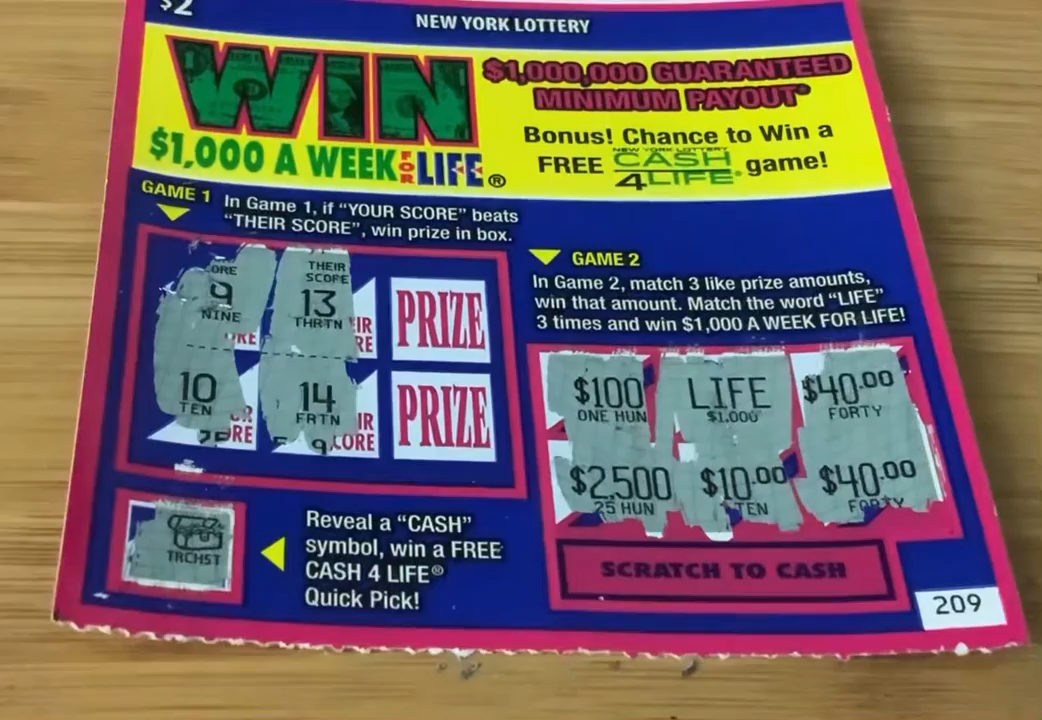 $2
NEW YORK LOTTERY
WIN
$1,000 A WEEK FOR LIFE®
$1,000,000 GUARANTEED
MINIMUM PAYOUT*
Bonus! Chance to Win a
FREE NEW YORK LOTTERY CASH 4LIFE® game!
GAME 1 In Game 1, if "YOUR SCORE" beats
"THEIR SCORE", win prize in box.
ORE
9
NINE
THEIR
SCORE
13
THRTN
PRIZE
10
TEN
14
FRTN
PRIZE
TRCHST
Reveal a "CASH"
symbol, win a FREE
CASH 4 LIFE®
Quick Pick!
GAME 2
In Game 2, match 3 like prize amounts,
win that amount. Match the word "LIFE"
3 times and win $1,000 A WEEK FOR LIFE!
$100 LIFE $40.00
ONE HUN $1,000 FORTY
$2,500 $10.00 $40.00
25 HUN TEN FORTY
SCRATCH TO CASH
209